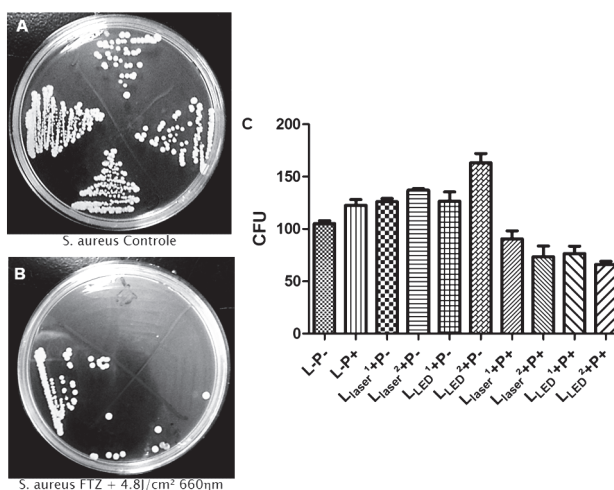 A
S. aureus Controle
B
S. aureus FTZ + 4.8J/cm² 660nm
C
CFU
200
150
100
50
0
L-P-
L-P+
Llaser¹+P-
Llaser²+P-
LLED¹+P-
LLED²+P-
Llaser¹+P+
Llaser²+P+
LLED¹+P+
LLED²+P+